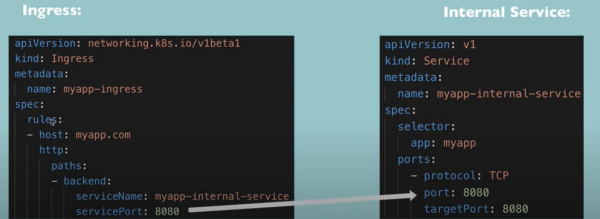 Ingress:
apiVersion: networking.k8s.io/v1beta1
kind: Ingress
metadata:
  name: myapp-ingress
spec:
  rules:
  - host: myapp.com
    http:
      paths:
      - backend:
          serviceName: myapp-internal-service
          servicePort: 8080
Internal Service:
apiVersion: v1
kind: Service
metadata:
  name: myapp-internal-service
spec:
  selector:
    app: myapp
  ports:
    - protocol: TCP
      port: 8080
      targetPort: 8080